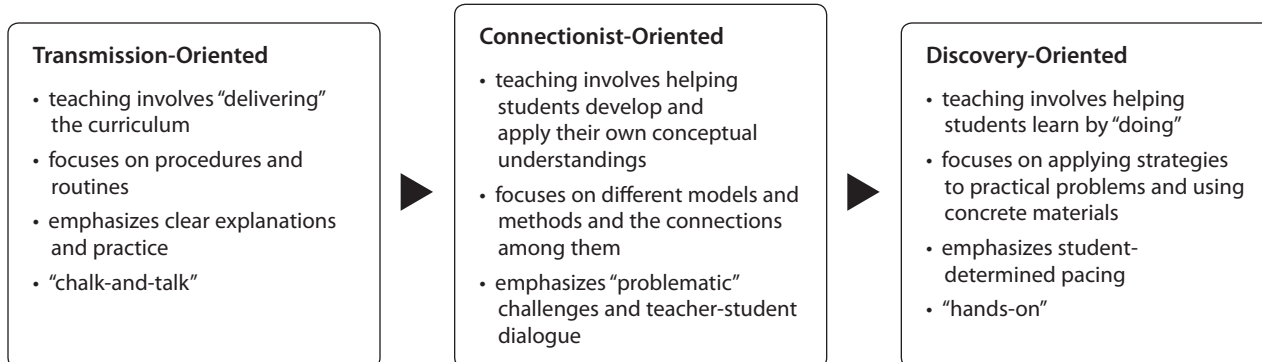 Transmission-Oriented
• teaching involves “delivering”
the curriculum
• focuses on procedures and
routines
• emphasizes clear explanations
and practice
• “chalk-and-talk”
Connectionist-Oriented
• teaching involves helping
students develop and
apply their own conceptual
understandings
• focuses on different models and
methods and the connections
among them
• emphasizes “problematic”
challenges and teacher-student
dialogue
Discovery-Oriented
• teaching involves helping
students learn by “doing”
• focuses on applying strategies
to practical problems and using
concrete materials
• emphasizes student-
determined pacing
• “hands-on”